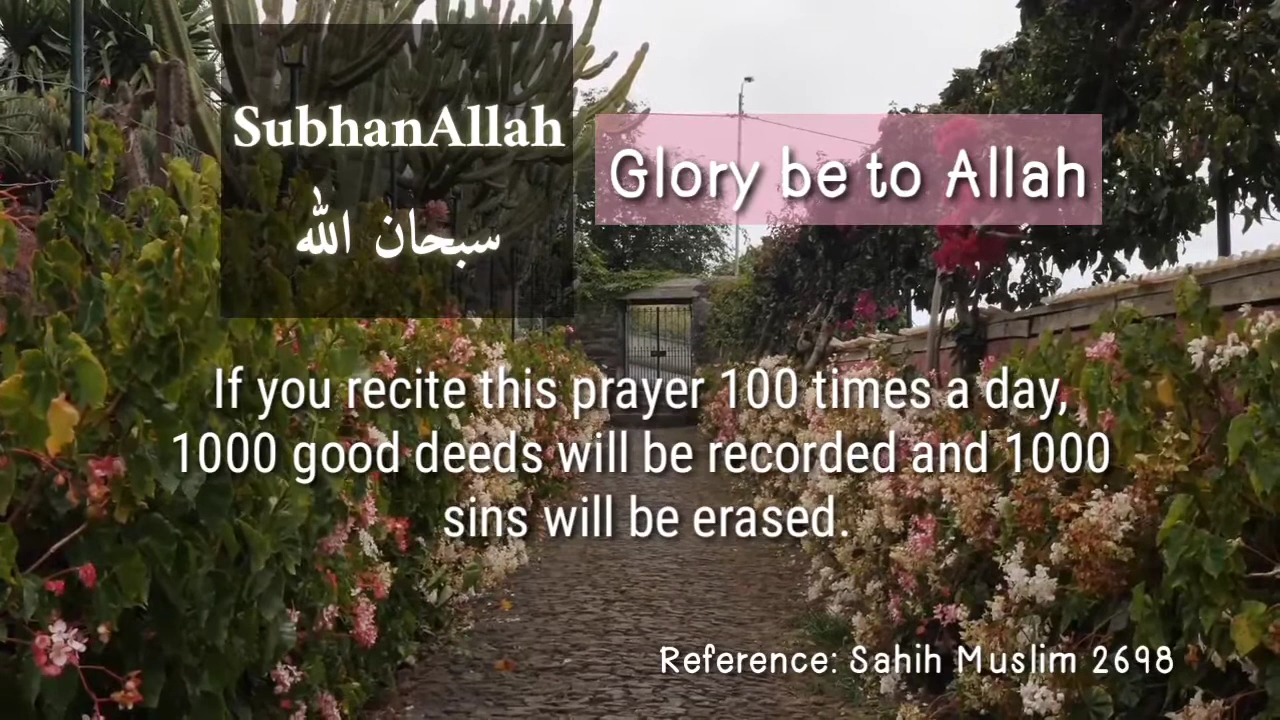 SubhanAllah
سبحان الله
Glory be to Allah
If you recite this prayer 100 times a day,
1000 good deeds will be recorded and 1000
sins will be erased.
Reference: Sahih Muslim 2698